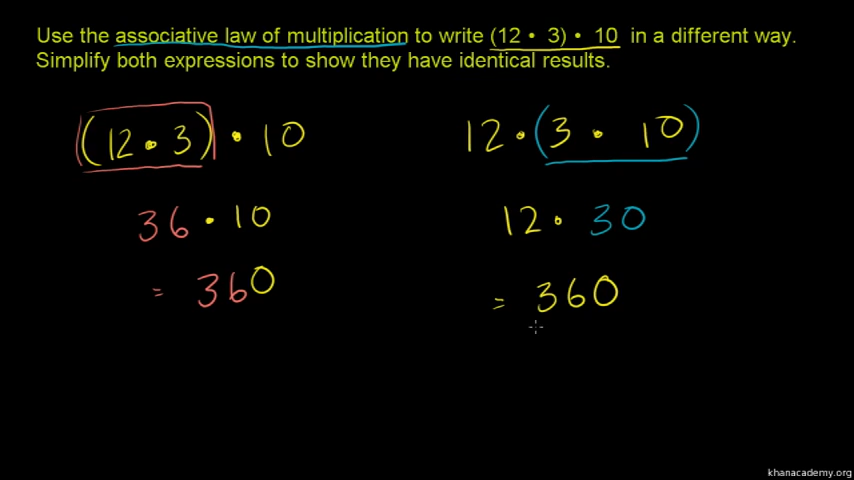 Use the associative law of multiplication to write (12 • 3) • 10 in a different way.
Simplify both expressions to show they have identical results.
(12 • 3) • 10
12 • (3 • 10)
36 • 10
12 • 30
= 360
= 360
khanacademy.org